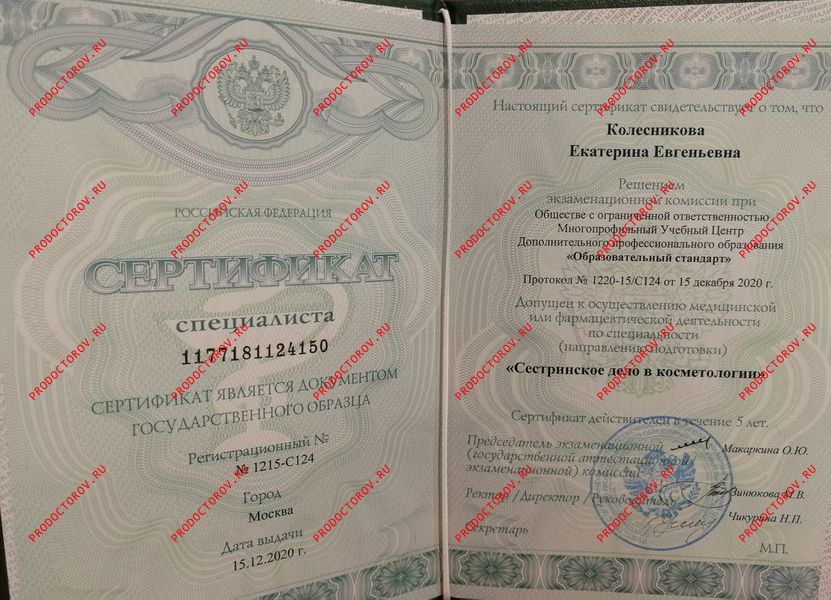 РОССИЙСКАЯ ФЕДЕРАЦИЯ
СЕРТИФИКАТ
специалиста
1177181124150
СЕРТИФИКАТ ЯВЛЯЕТСЯ ДОКУМЕНТОМ
ГОСУДАРСТВЕННОГО ОБРАЗЦА
Регистрационный №
№ 1215-С124
Город
Москва
Дата выдачи
15.12.2020 г.
Настоящий сертификат свидетельствует о том, что
Колесникова
Екатерина Евгеньевна
Решением
экзаменационной комиссии при
Обществе с ограниченной ответственностью
Многопрофильный Учебный Центр
Дополнительного профессионального образования
«Образовательный стандарт»
Протокол № 1220-15/С124 от 15 декабря 2020 г.
Допущен к осуществлению медицинской
или фармацевтической деятельности
по специальности
(направлению подготовки)
«Сестринское дело в косметологии»
Сертификат действителен в течение 5 лет.
Председатель экзаменационной Макаркина О.Ю.
(государственной аттестационной
экзаменационной) комиссии
Ректор /Директор /Руководитель Зинюкова М.В.
Чикурина Н.П.
Секретарь
М.П.
PRODOCTOROV.RU